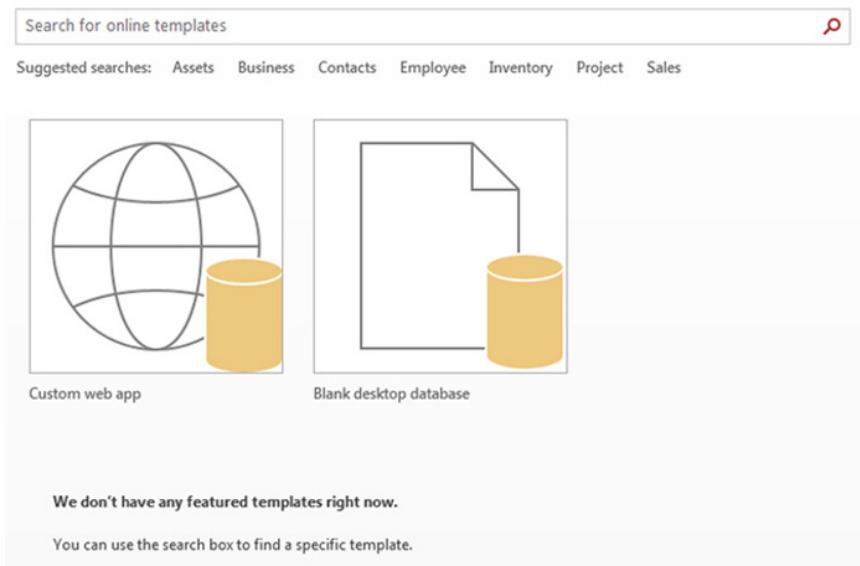 Search for online templates
Suggested searches: Assets Business Contacts Employee Inventory Project Sales
Custom web app Blank desktop database
We don't have any featured templates right now.
You can use the search box to find a specific template.